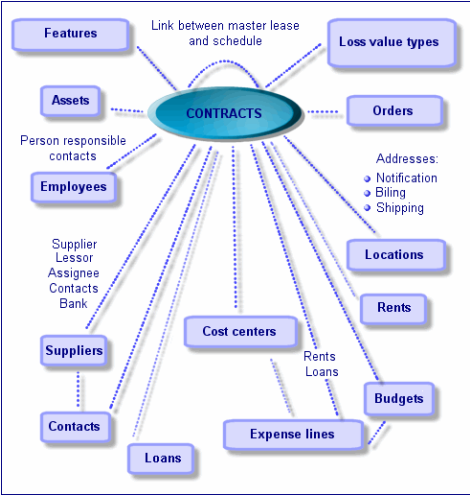 Features
Link between master lease
and schedule
Loss value types
Assets
CONTRACTS
Orders
Person responsible
contacts
Employees
Addresses:
Notification
Biling
Shipping
Supplier
Lessor
Assignee
Contacts
Bank
Locations
Rents
Suppliers
Cost centers
Rents
Loans
Budgets
Contacts
Expense lines
Loans